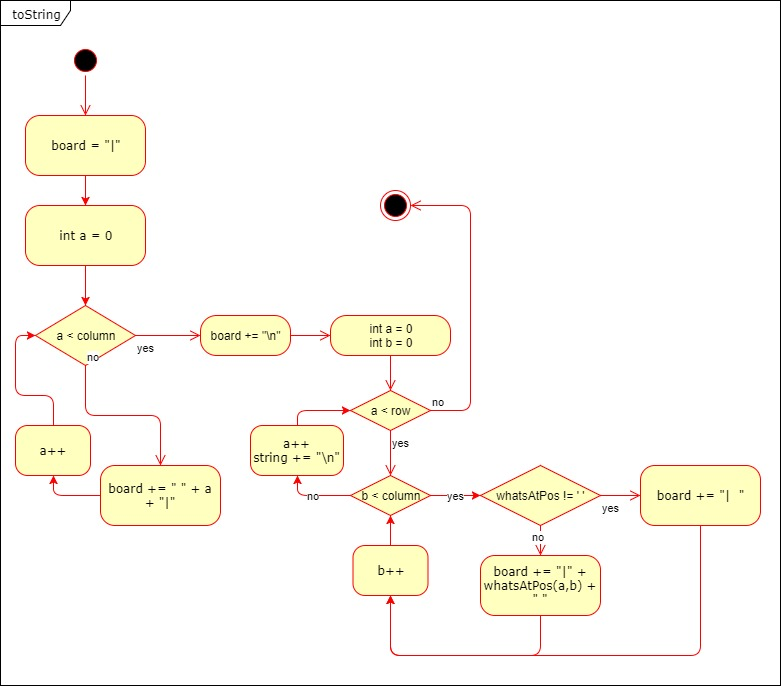 toString
board = "|"
int a = 0
a < column
no
yes
board += "\n"
int a = 0
int b = 0
a < row
no
yes
a++
board += " " + a
+ "|"
a++
string += "\n"
b < column
no
yes
whatsAtPos != ' '
yes
no
board += "|  "
b++
board += "|" +
whatsAtPos(a,b) +
" "